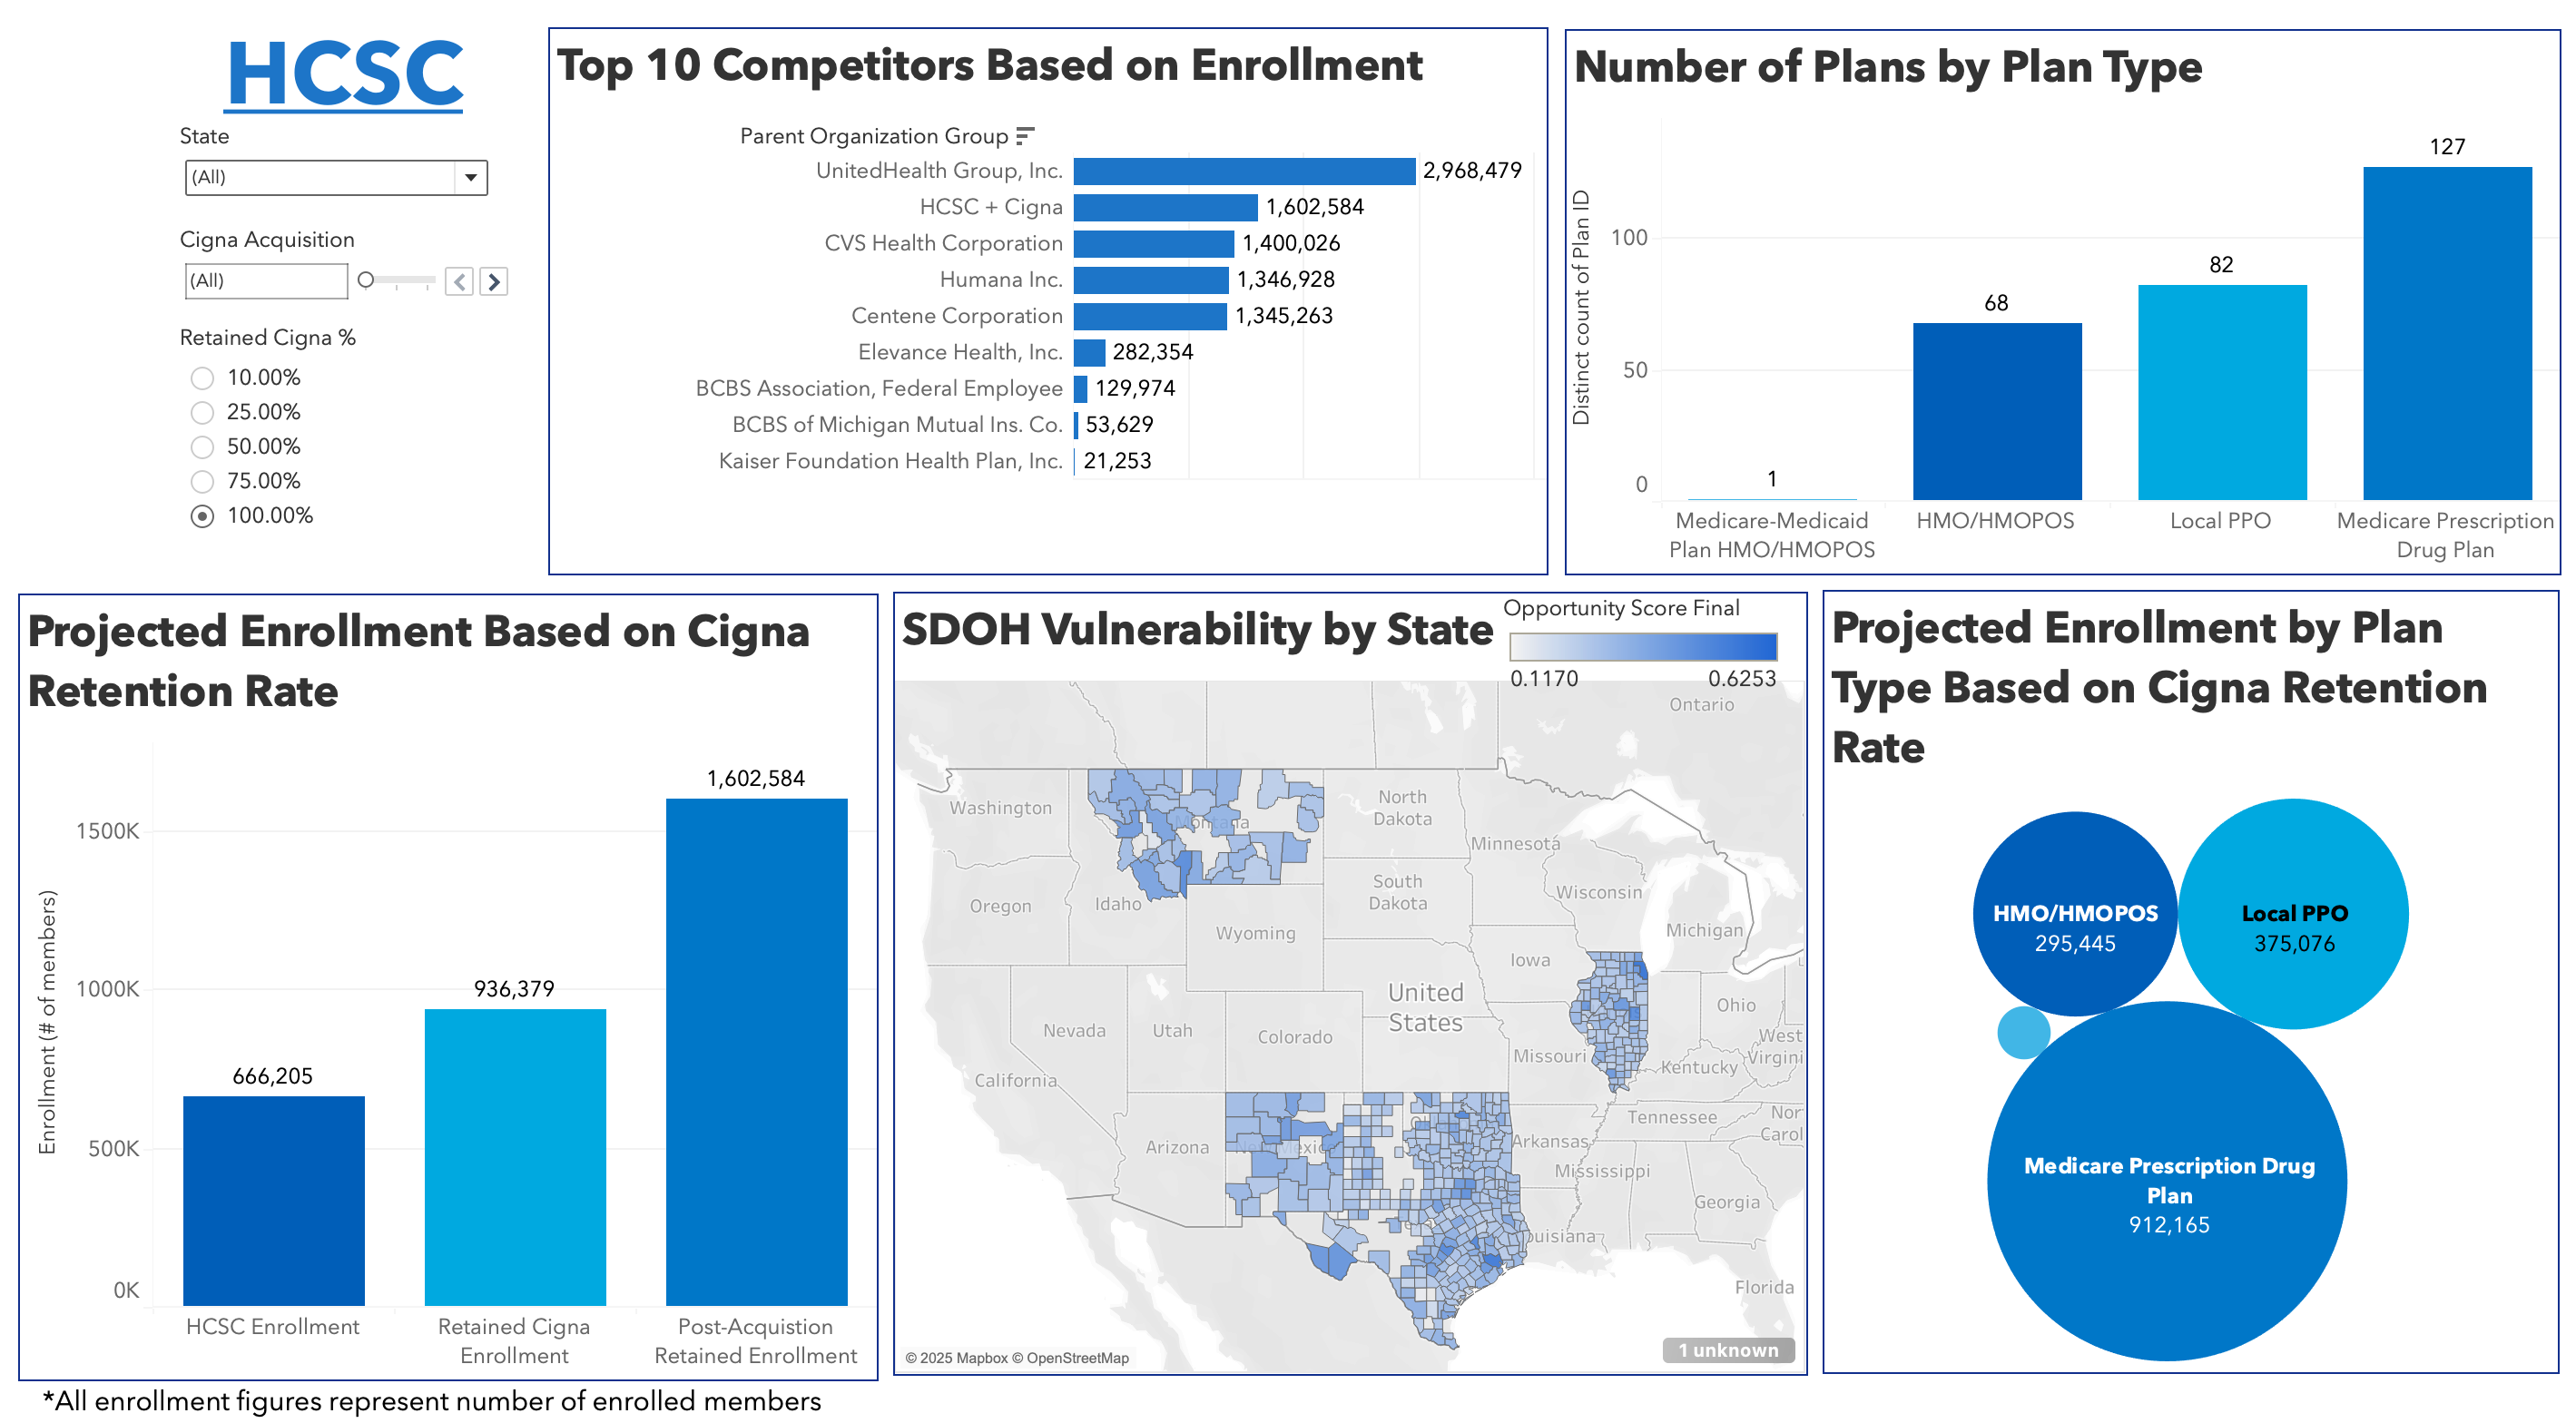 HCSC
State
(All)
Cigna Acquisition
(All)
Retained Cigna %
10.00%
25.00%
50.00%
75.00%
100.00%
Top 10 Competitors Based on Enrollment
Parent Organization Group
UnitedHealth Group, Inc. 2,968,479
HCSC + Cigna 1,602,584
CVS Health Corporation 1,400,026
Humana Inc. 1,346,928
Centene Corporation 1,345,263
Elevance Health, Inc. 282,354
BCBS Association, Federal Employee 129,974
BCBS of Michigan Mutual Ins. Co. 53,629
Kaiser Foundation Health Plan, Inc. 21,253
Number of Plans by Plan Type
Distinct count of Plan ID
100
50
0
1
68
82
127
Medicare-Medicaid
Plan HMO/HMOPOS
HMO/HMOPOS
Local PPO
Medicare Prescription
Drug Plan
Projected Enrollment Based on Cigna
Retention Rate
Enrollment (# of members)
1500K
1000K
500K
0K
666,205
936,379
1,602,584
HCSC Enrollment
Retained Cigna
Enrollment
Post-Acquistion
Retained Enrollment
*All enrollment figures represent number of enrolled members
SDOH Vulnerability by State
Opportunity Score Final
0.1170 0.6253
Ontario
Washington
Montana
North
Dakota
Minnesota
Oregon
Idaho
South
Dakota
Wisconsin
Wyoming
Michigan
Iowa
United
States
Nevada
Utah
Colorado
Ohio
West
Virgini
Missouri
Kentucky
California
Tennessee
Nor
Carol
Arizona
New Mexico
Arkansas
Mississippi
Georgia
ouisiana
Florida
© 2025 Mapbox © OpenStreetMap
1 unknown
Projected Enrollment by Plan
Type Based on Cigna Retention
Rate
HMO/HMOPOS
295,445
Local PPO
375,076
Medicare Prescription Drug
Plan
912,165